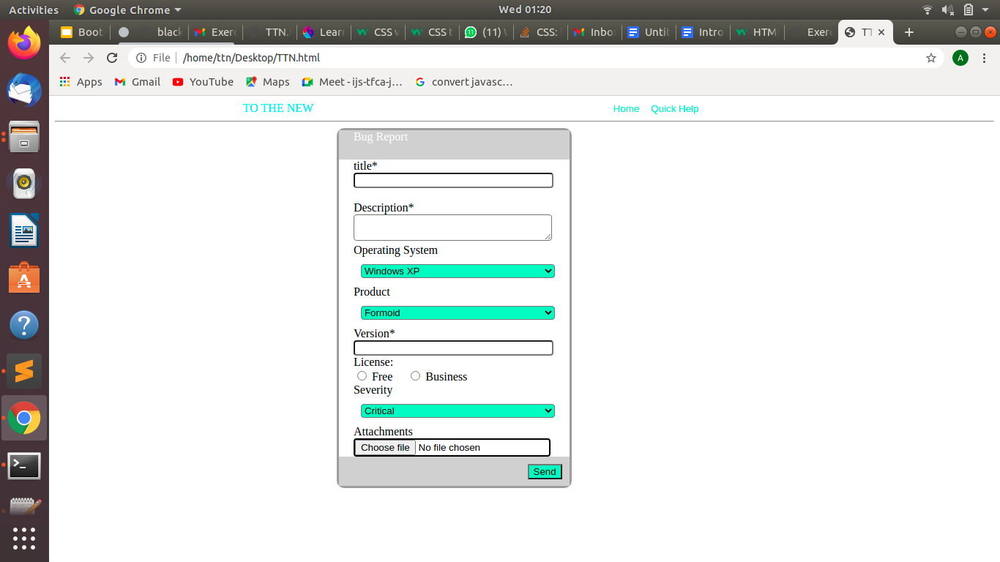 Activities Google Chrome Wed 01:20
Boot black Exerc TTN. Learn CSS w CSS t (11) W CSS: Inbo Untit Intro HTM Exerc TT
File /home/ttn/Desktop/TTN.html A
Apps Gmail YouTube Maps Meet - ijs-tfca-j… convert javasc…
TO THE NEW Home Quick Help
Bug Report
title*
Description*
Operating System
Windows XP
Product
Formoid
Version*
License:
Free Business
Severity
Critical
Attachments
Choose file No file chosen
Send